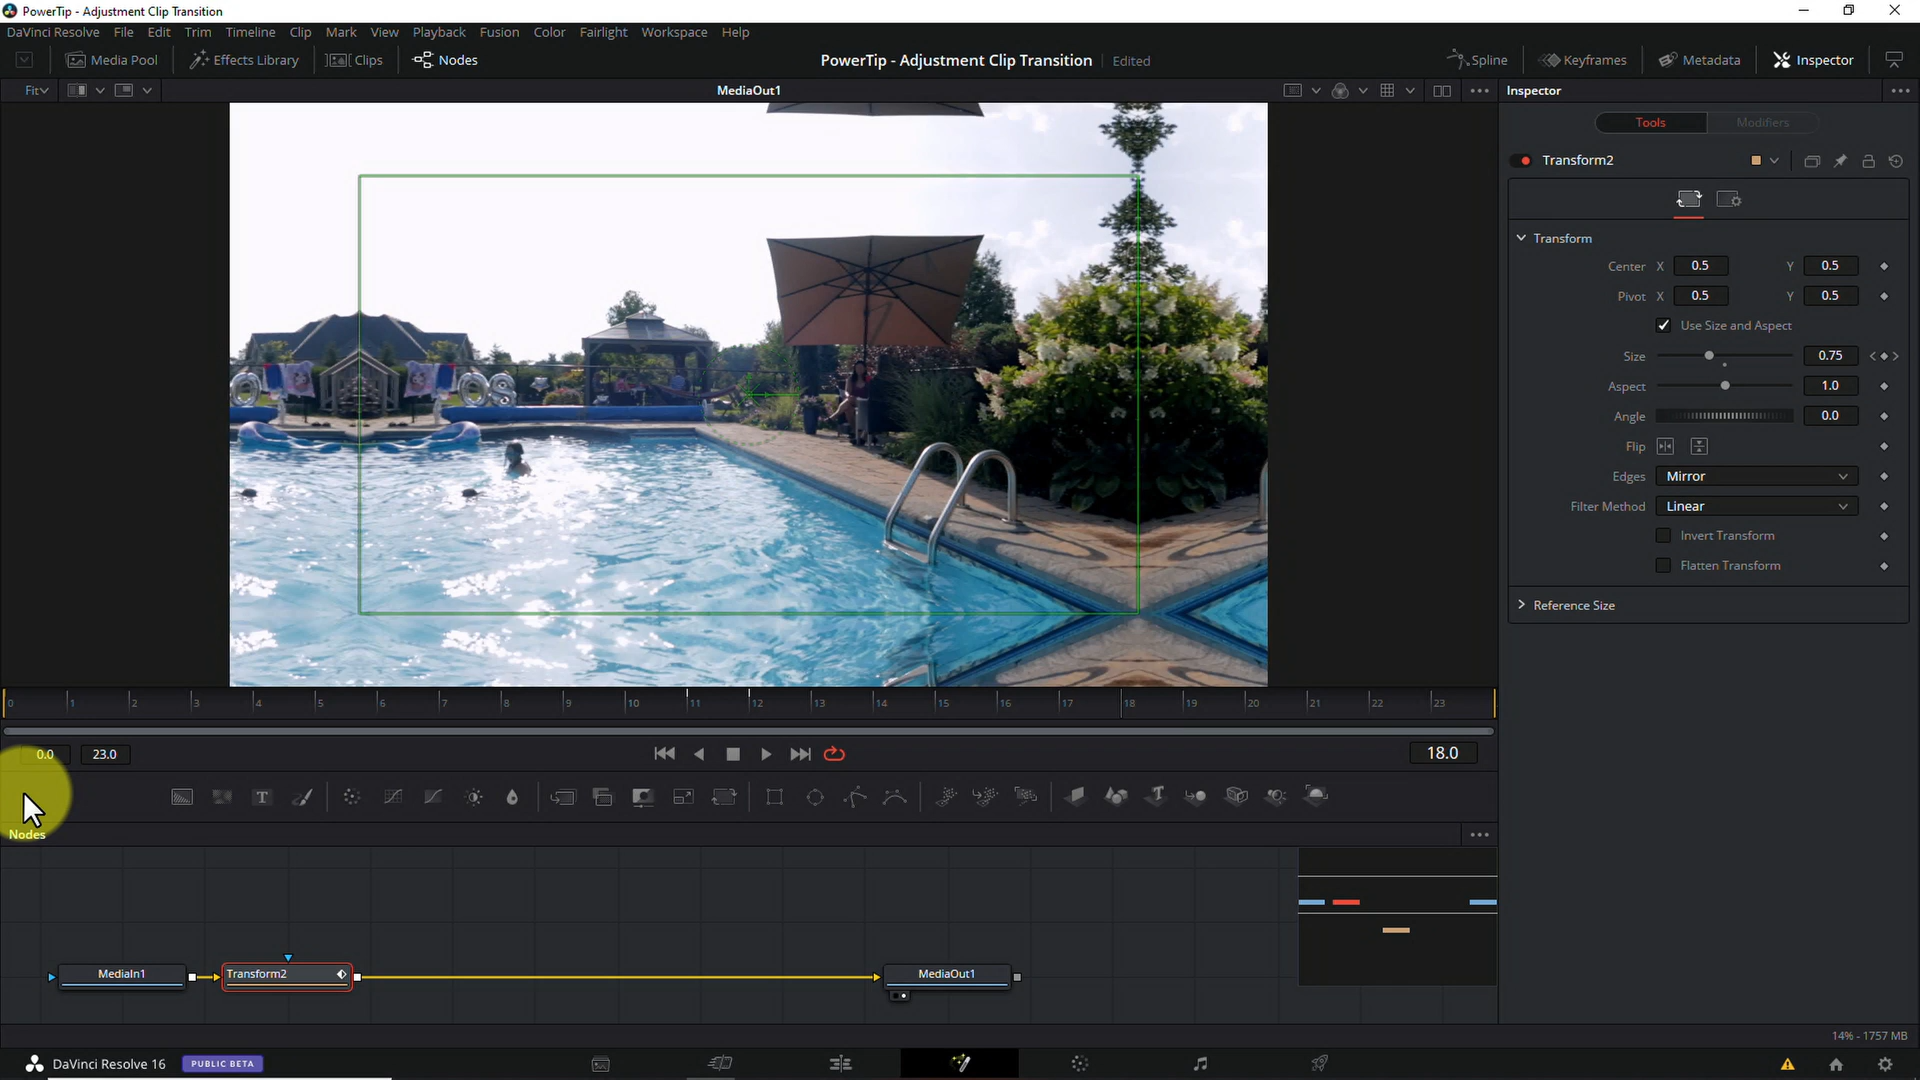 PowerTip - Adjustment Clip Transition
DaVinci Resolve File Edit Trim Timeline Clip Mark View Playback Fusion Color Fairlight Workspace Help
Media Pool Effects Library Clips Nodes PowerTip - Adjustment Clip Transition Edited Spline Keyframes Metadata Inspector
Fit MediaOut1 Inspector
Tools Modifiers
Transform2
Transform
Center X 0.5 Y 0.5
Pivot X 0.5 Y 0.5
Use Size and Aspect
Size 0.75
Aspect 1.0
Angle 0.0
Flip
Edges Mirror
Filter Method Linear
Invert Transform
Flatten Transform
Reference Size
0 1 2 3 4 5 6 7 8 9 10 11 12 13 14 15 16 17 18 19 20 21 22 23
0.0 23.0 18.0
T
Nodes
MediaIn1 Transform2 MediaOut1
14% - 1757 MB
DaVinci Resolve 16 PUBLIC BETA